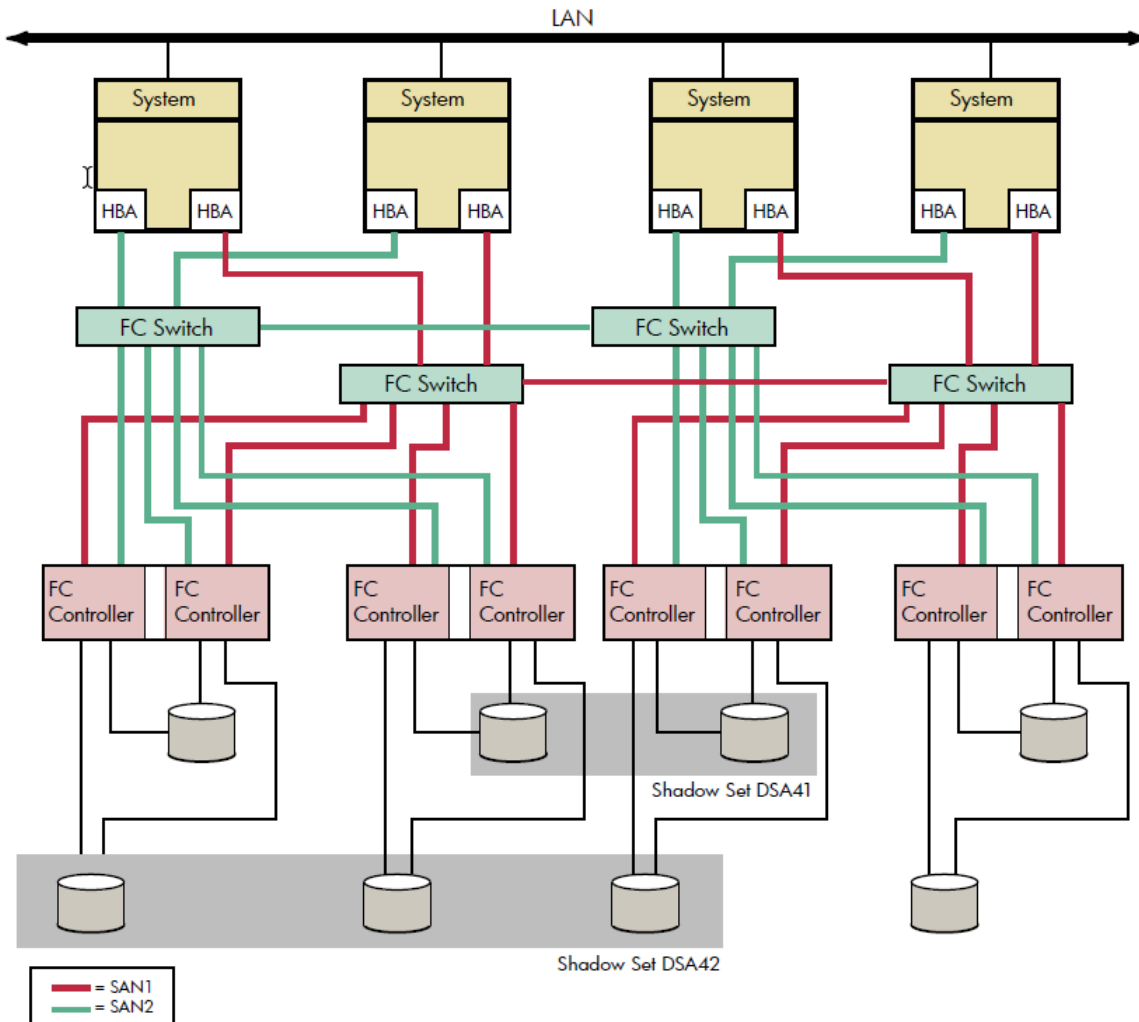 LAN
System
System
System
System
HBA
HBA
HBA
HBA
HBA
HBA
HBA
HBA
FC Switch
FC Switch
FC Switch
FC Switch
FC
Controller
FC
Controller
FC
Controller
FC
Controller
FC
Controller
FC
Controller
FC
Controller
FC
Controller
Shadow Set DSA41
Shadow Set DSA42
= SAN1
= SAN2